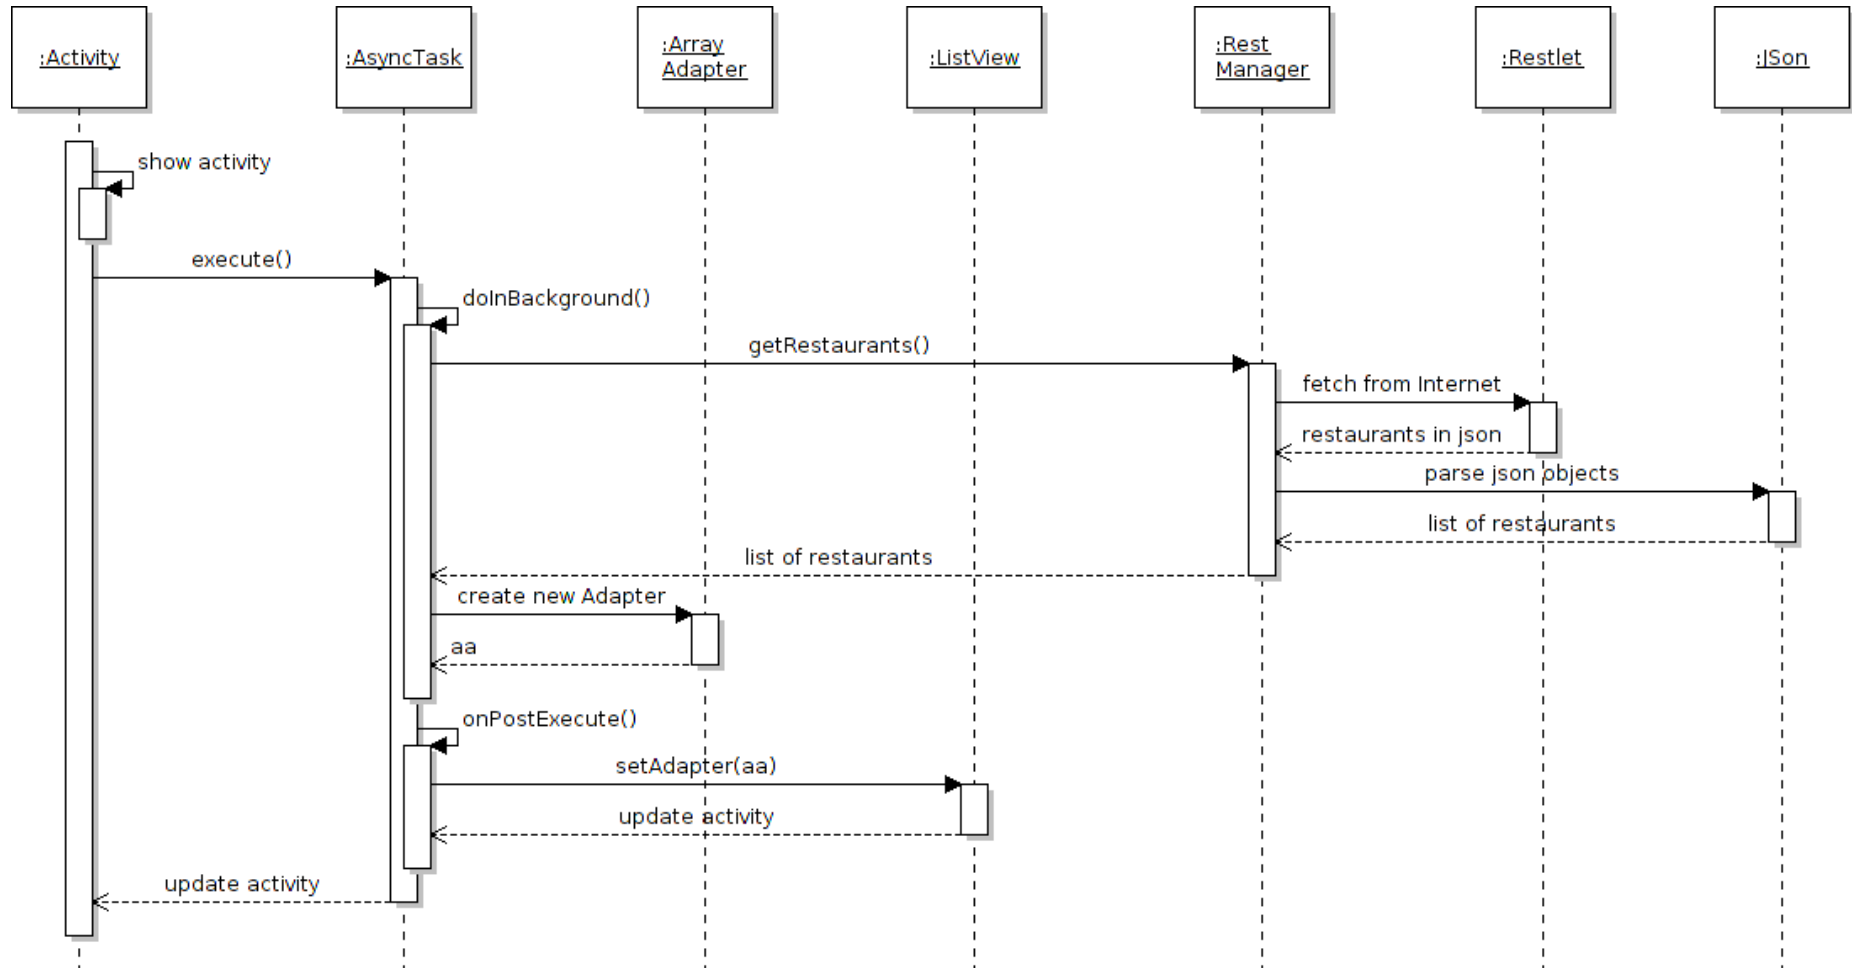 :Activity
:AsyncTask
:Array
Adapter
:ListView
:Rest
Manager
:Restlet
:JSon
show activity
execute()
doInBackground()
getRestaurants()
fetch from Internet
restaurants in json
parse json objects
list of restaurants
list of restaurants
create new Adapter
aa
onPostExecute()
setAdapter(aa)
update activity
update activity